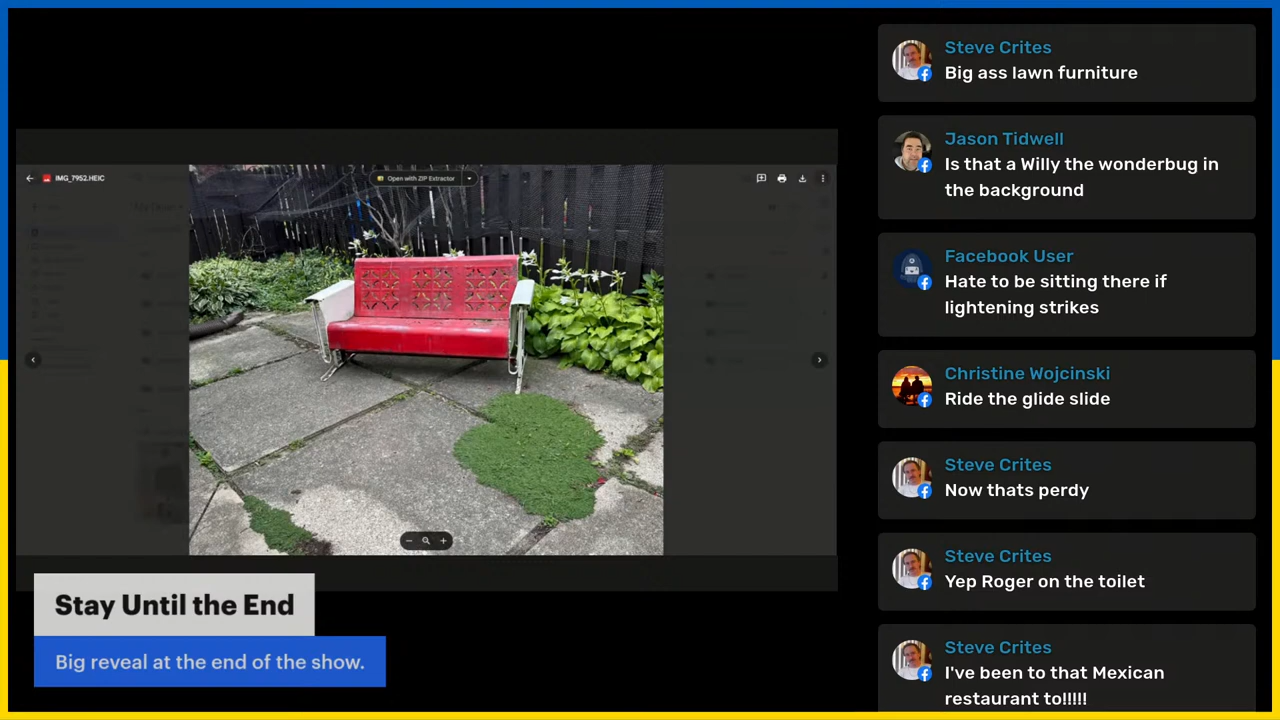 IMG_7952.HEIC
Open with ZIP Extractor
Stay Until the End
Big reveal at the end of the show.
Steve Crites
Big ass lawn furniture
Jason Tidwell
Is that a Willy the wonderbug in
the background
Facebook User
Hate to be sitting there if
lightening strikes
Christine Wojcinski
Ride the glide slide
Steve Crites
Now thats perdy
Steve Crites
Yep Roger on the toilet
Steve Crites
I've been to that Mexican
restaurant to!!!!!